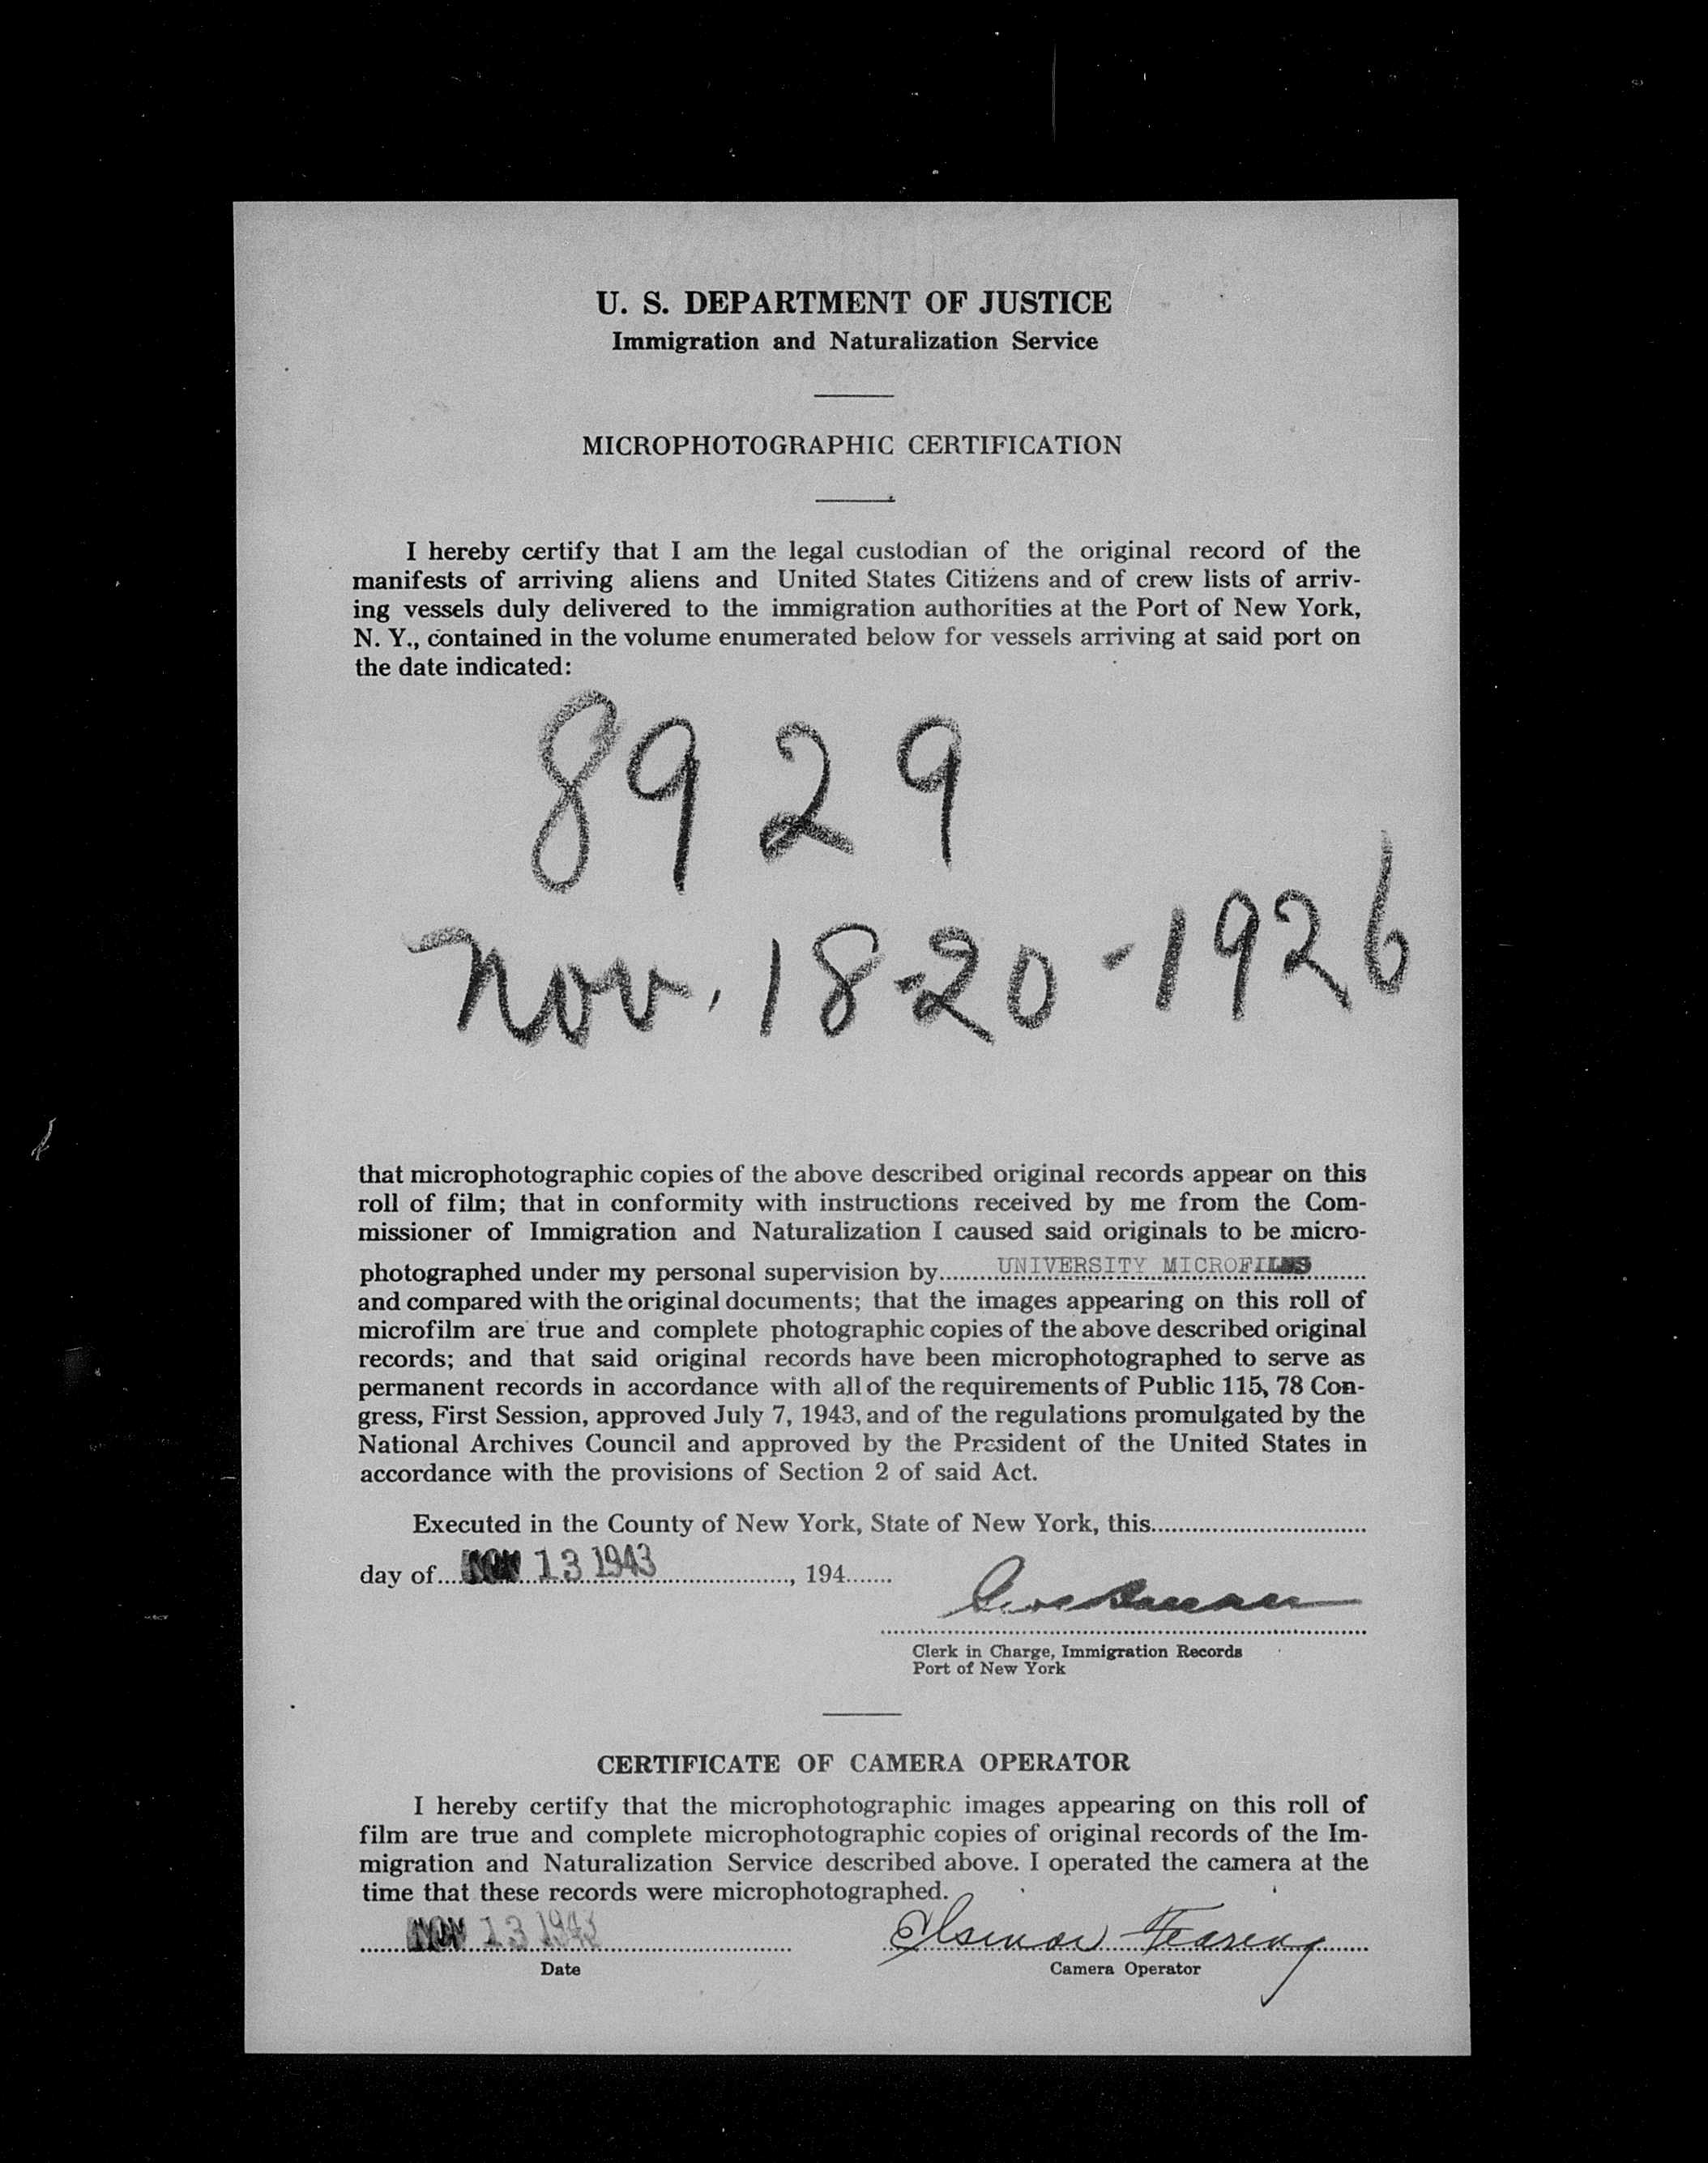 U. S. DEPARTMENT OF JUSTICE
Immigration and Naturalization Service
MICROPHOTOGRAPHIC CERTIFICATION
I hereby certify that I am the legal custodian of the original record of the
manifests of arriving aliens and United States Citizens and of crew lists of arriv-
ing vessels duly delivered to the immigration authorities at the Port of New York,
N. Y., contained in the volume enumerated below for vessels arriving at said port on
the date indicated:
8929
Nov. 18-20-1926
that microphotographic copies of the above described original records appear on this
roll of film; that in conformity with instructions received by me from the Com-
missioner of Immigration and Naturalization I caused said originals to be micro-
photographed under my personal supervision by UNIVERSITY MICROFILMS
and compared with the original documents; that the images appearing on this roll of
microfilm are true and complete photographic copies of the above described original
records; and that said original records have been microphotographed to serve as
permanent records in accordance with all of the requirements of Public 115, 78 Con-
gress, First Session, approved July 7, 1943, and of the regulations promulgated by the
National Archives Council and approved by the President of the United States in
accordance with the provisions of Section 2 of said Act.
Executed in the County of New York, State of New York, this
day of NOV 13 1943, 194
Clerk in Charge, Immigration Records
Port of New York
CERTIFICATE OF CAMERA OPERATOR
I hereby certify that the microphotographic images appearing on this roll of
film are true and complete microphotographic copies of original records of the Im-
migration and Naturalization Service described above. I operated the camera at the
time that these records were microphotographed.
NOV 13 1943 Fearing
Date Camera Operator